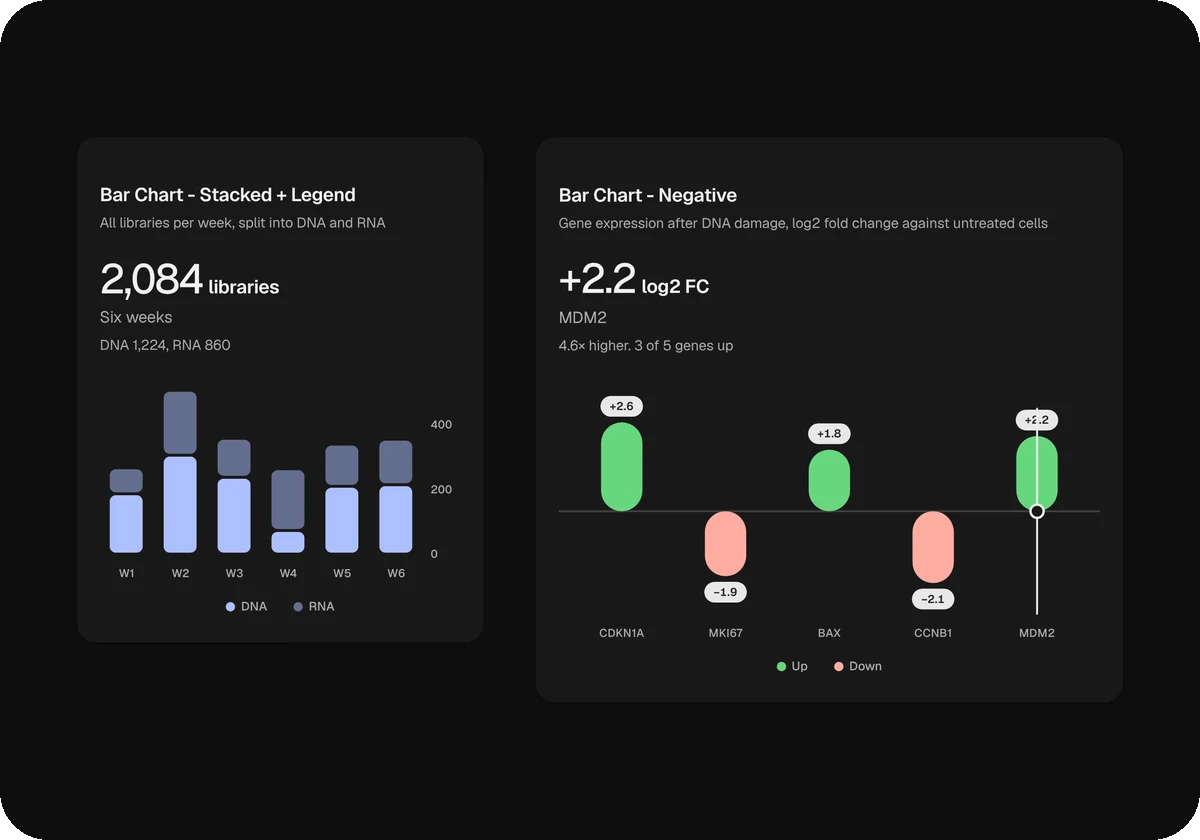 Bar Chart - Stacked + Legend
All libraries per week, split into DNA and RNA
2,084 libraries
Six weeks
DNA 1,224, RNA 860
400
200
0
W1 W2 W3 W4 W5 W6
DNA RNA
Bar Chart - Negative
Gene expression after DNA damage, log2 fold change against untreated cells
+2.2 log2 FC
MDM2
4.6× higher. 3 of 5 genes up
+2.6
+2.2
+1.8
−1.9
−2.1
CDKN1A MKI67 BAX CCNB1 MDM2
Up Down